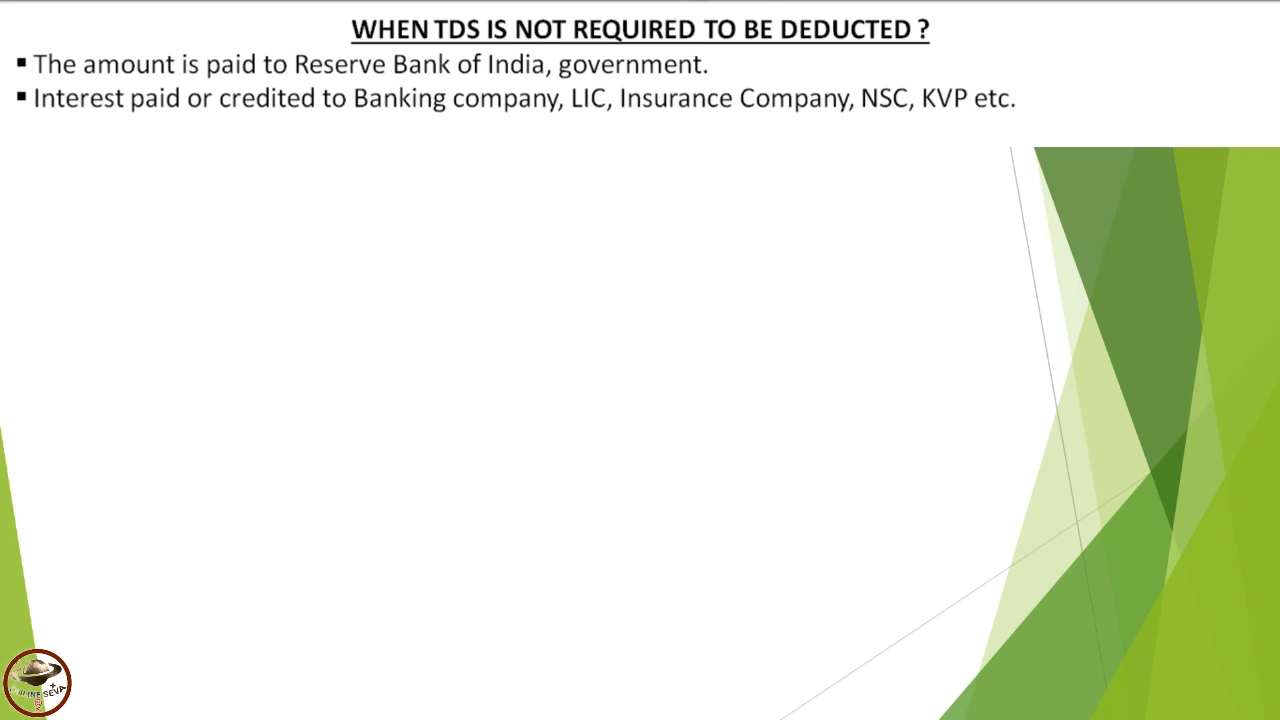 WHEN TDS IS NOT REQUIRED TO BE DEDUCTED ?
▪ The amount is paid to Reserve Bank of India, government.
▪ Interest paid or credited to Banking company, LIC, Insurance Company, NSC, KVP etc.
SEVA